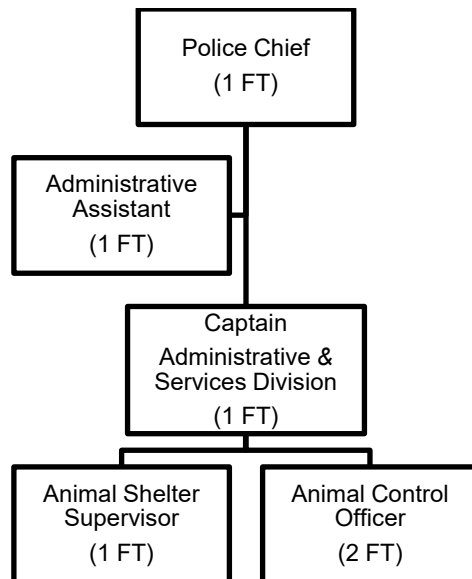 Police Chief
(1 FT)
Administrative
Assistant
(1 FT)
Captain
Administrative &
Services Division
(1 FT)
Animal Shelter
Supervisor
(1 FT)
Animal Control
Officer
(2 FT)